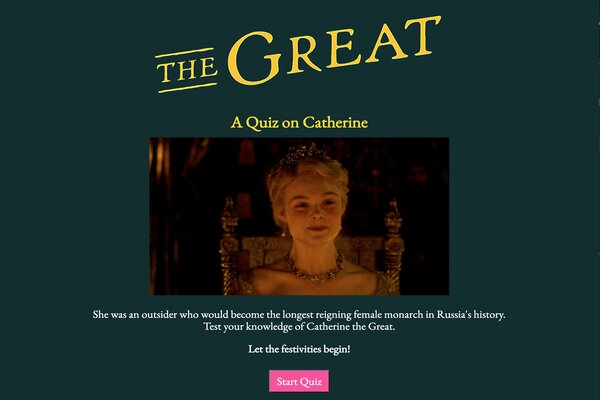 THE GREAT
A Quiz on Catherine
She was an outsider who would become the longest reigning female monarch in Russia's history.
Test your knowledge of Catherine the Great.
Let the festivities begin!
Start Quiz